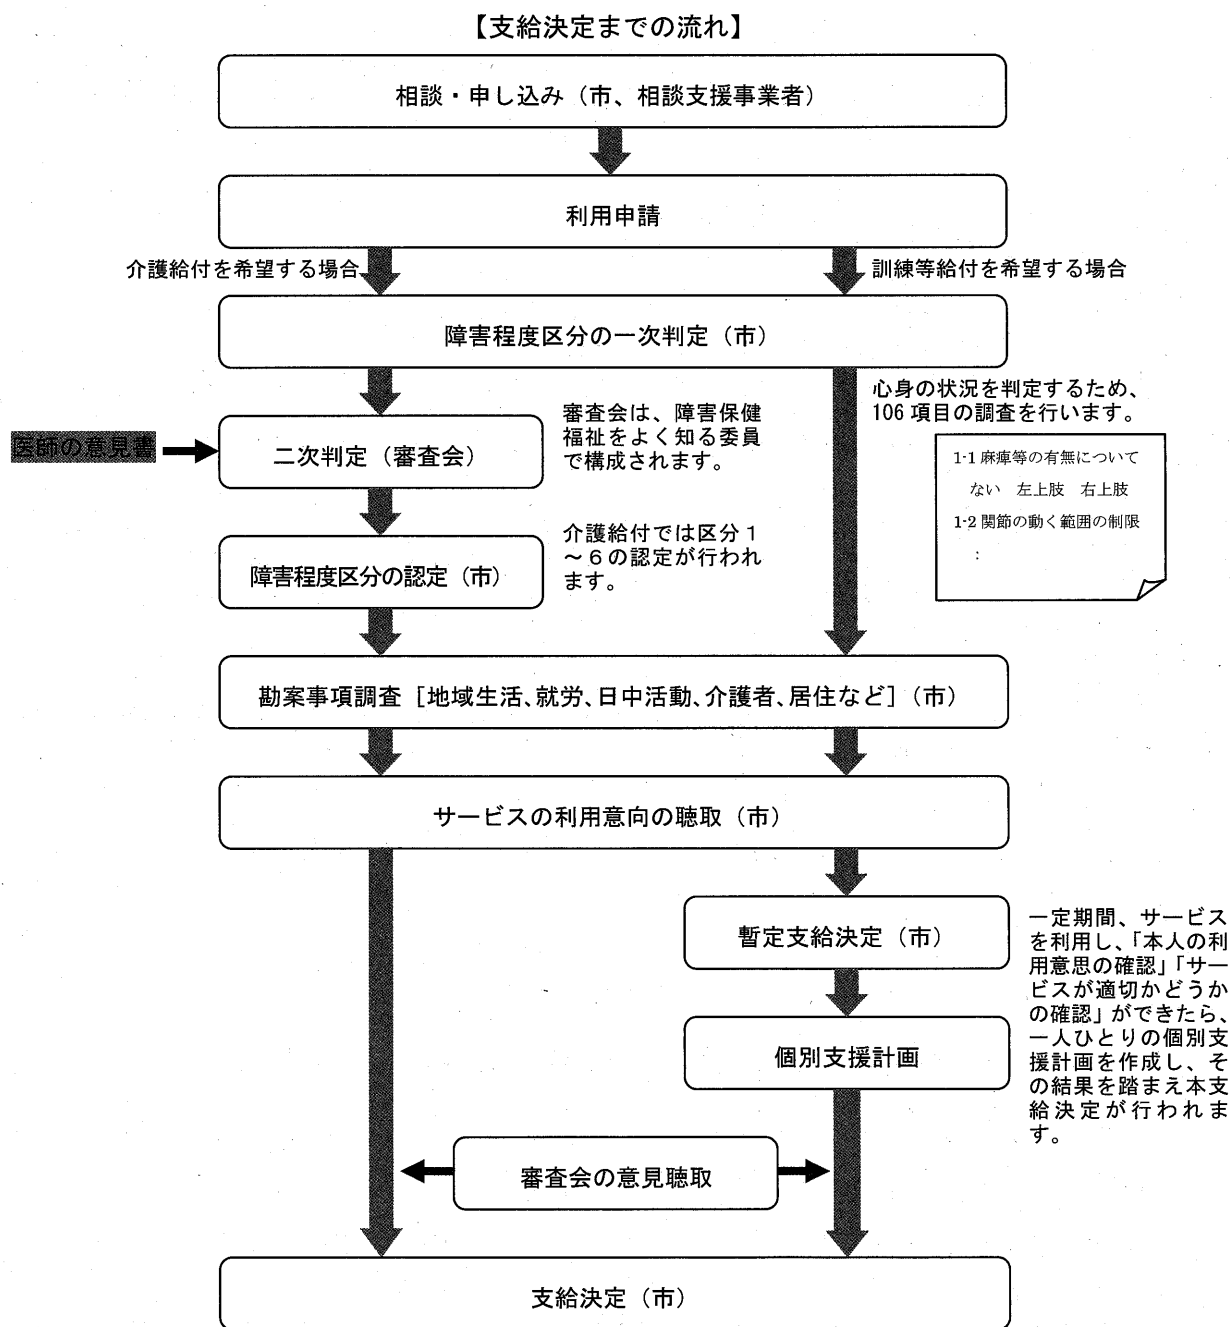 【支給決定までの流れ】
相談・申し込み（市、相談支援事業者）
利用申請
介護給付を希望する場合
訓練等給付を希望する場合
障害程度区分の一次判定（市）
心身の状況を判定するため、
106 項目の調査を行います。
医師の意見書
二次判定（審査会）
審査会は、障害保健
福祉をよく知る委員
で構成されます。
1-1 麻痺等の有無について
ない　左上肢　右上肢
1-2 関節の動く範囲の制限
：
障害程度区分の認定（市）
介護給付では区分１
～６の認定が行われ
ます。
勘案事項調査［地域生活、就労、日中活動、介護者、居住など］（市）
サービスの利用意向の聴取（市）
暫定支給決定（市）
個別支援計画
一定期間、サービス
を利用し、「本人の利
用意思の確認」「サー
ビスが適切かどうか
の確認」ができたら、
一人ひとりの個別支
援計画を作成し、そ
の結果を踏まえ本支
給決定が行われま
す。
審査会の意見聴取
支給決定（市）